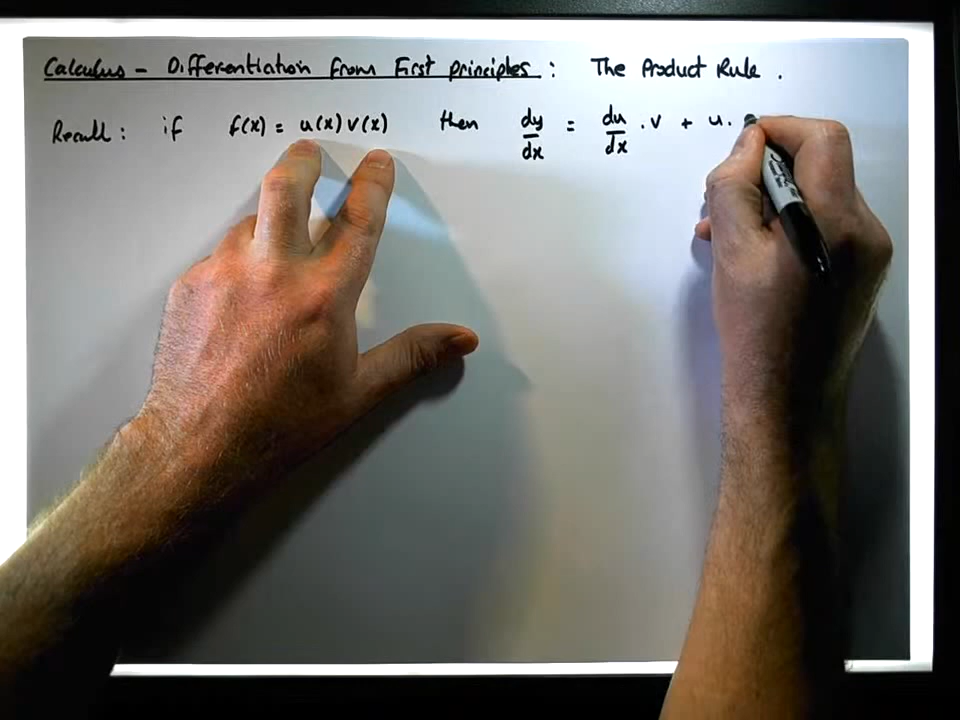 Calculus - Differentiation from First principles : The Product Rule .
Recall : if f(x) = u(x) v(x) then dy/dx = du/dx . v + u .